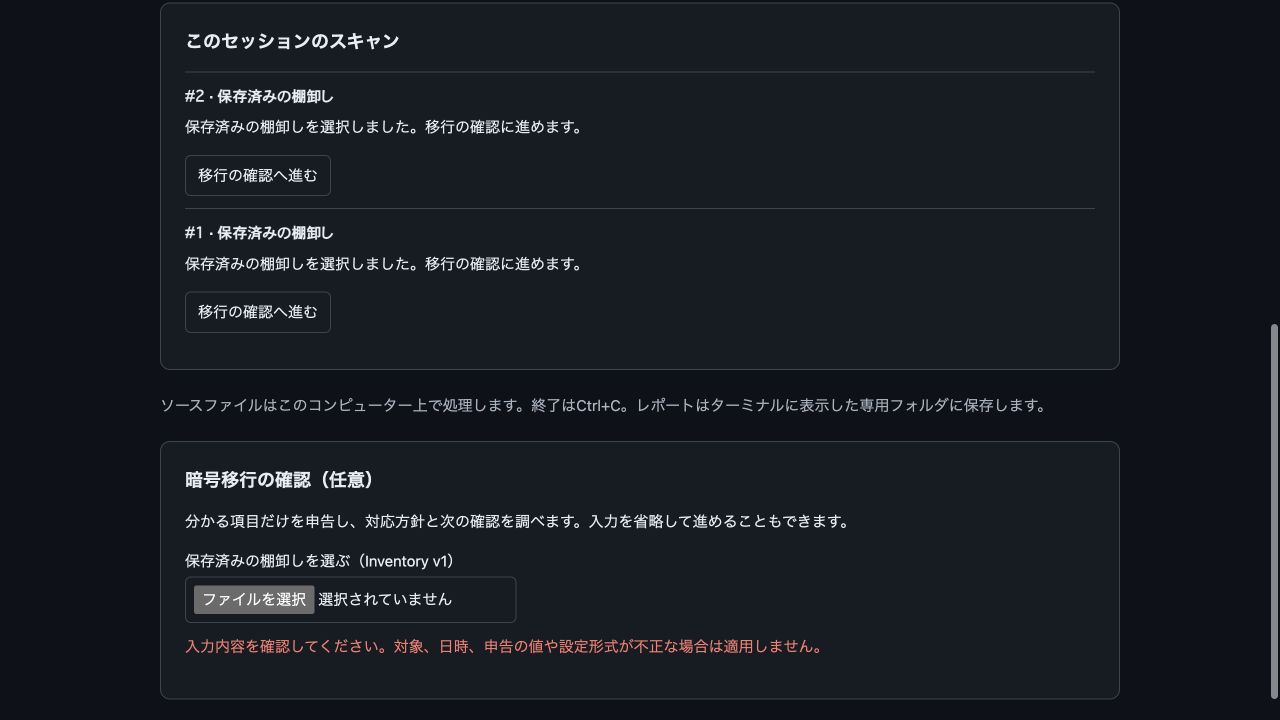 このセッションのスキャン
#2 · 保存済みの棚卸し
保存済みの棚卸しを選択しました。移行の確認に進めます。
移行の確認へ進む
#1 · 保存済みの棚卸し
保存済みの棚卸しを選択しました。移行の確認に進めます。
移行の確認へ進む
ソースファイルはこのコンピューター上で処理します。終了はCtrl+C。レポートはターミナルに表示した専用フォルダに保存します。
暗号移行の確認（任意）
分かる項目だけを申告し、対応方針と次の確認を調べます。入力を省略して進めることもできます。
保存済みの棚卸しを選ぶ（Inventory v1）
ファイルを選択 選択されていません
入力内容を確認してください。対象、日時、申告の値や設定形式が不正な場合は適用しません。